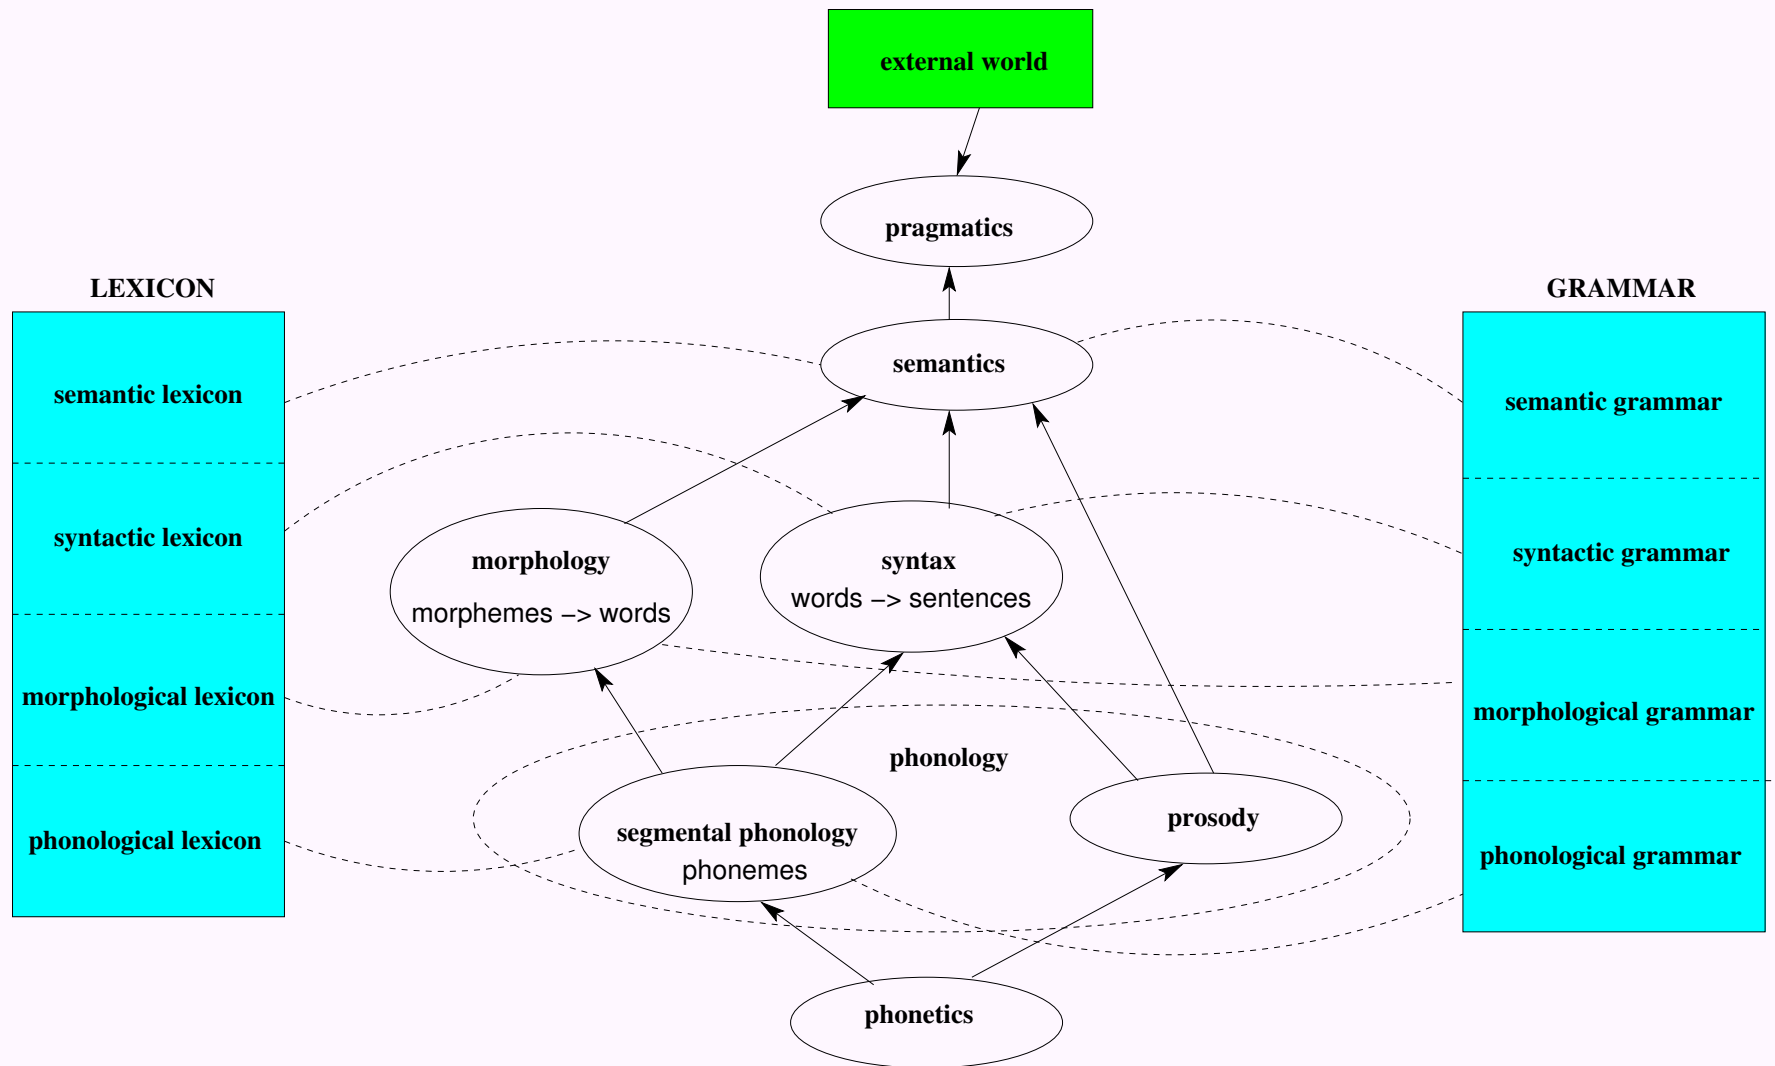 external world
pragmatics
LEXICON
GRAMMAR
semantics
semantic lexicon
semantic grammar
syntactic lexicon
morphology
morphemes −> words
syntax
words −> sentences
syntactic grammar
morphological lexicon
morphological grammar
phonology
phonological lexicon
segmental phonology
phonemes
prosody
phonological grammar
phonetics